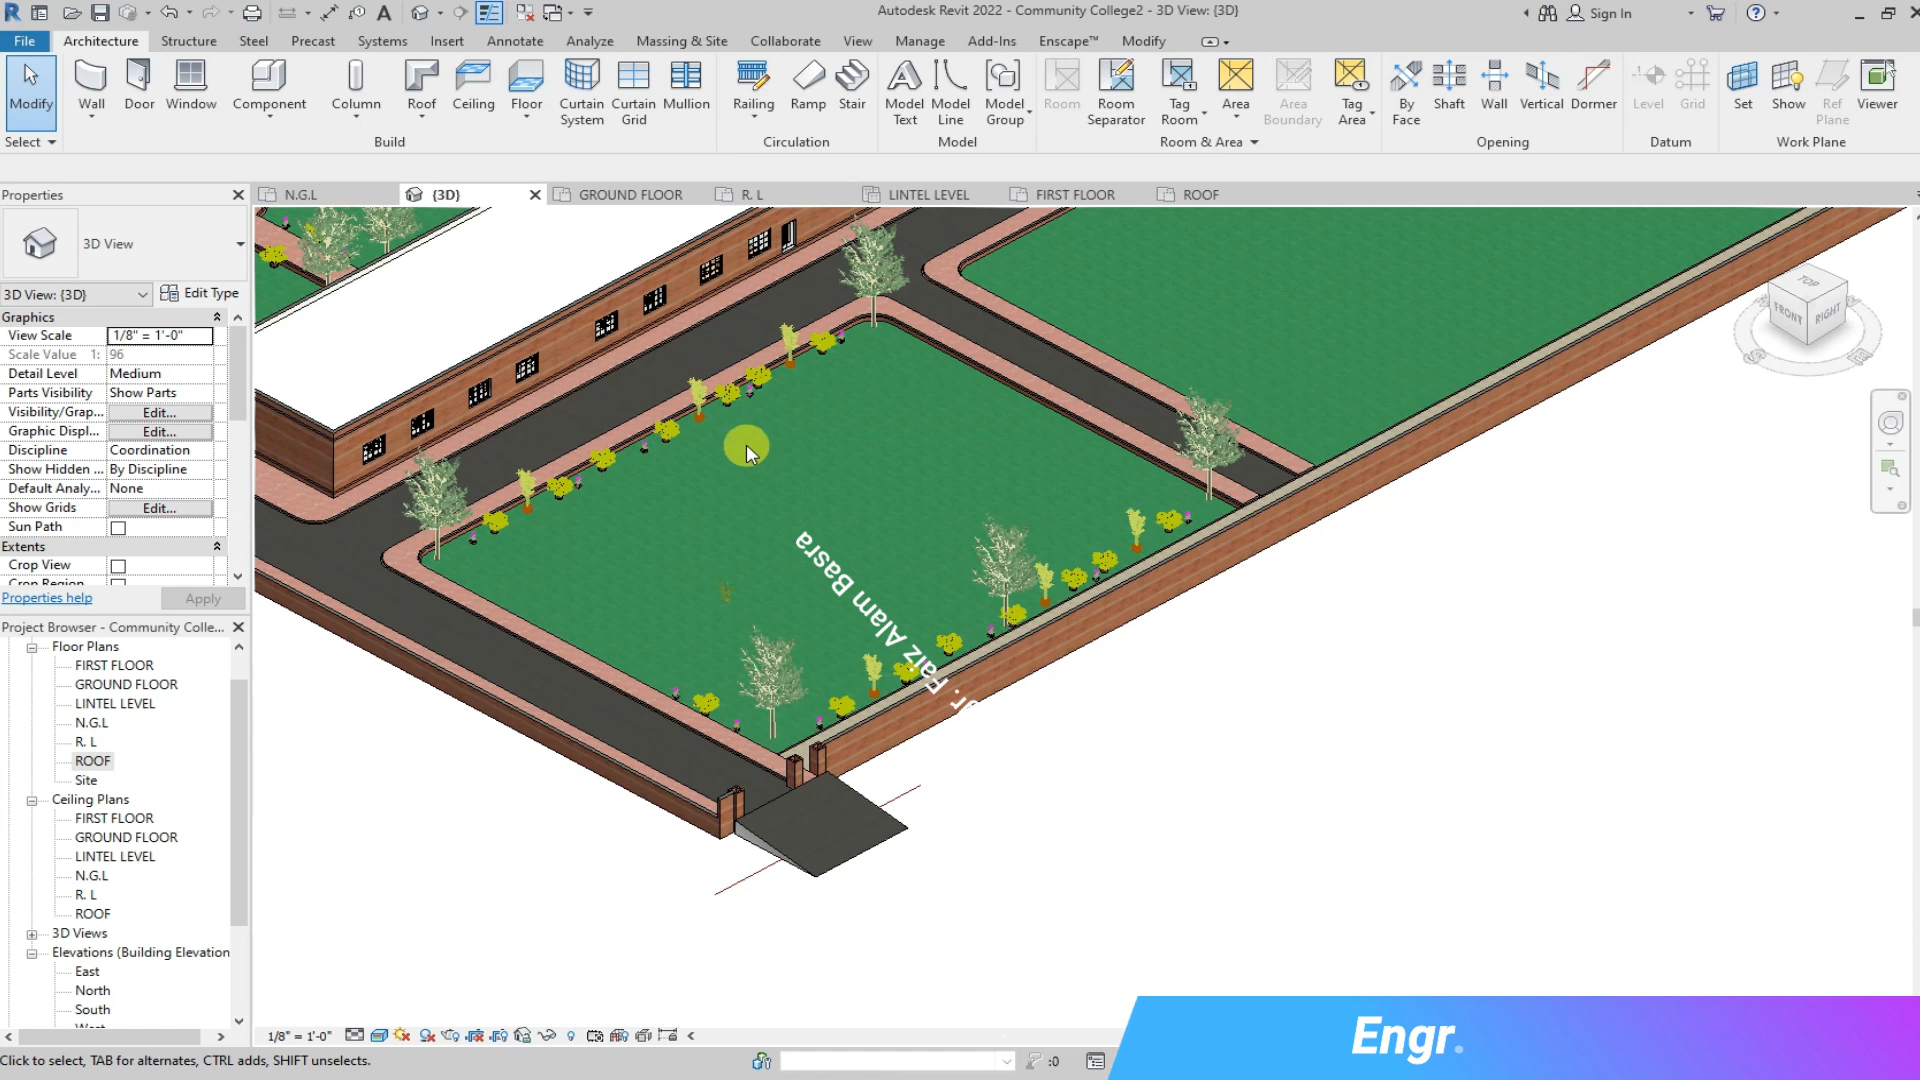 Autodesk Revit 2022 - Community College2 - 3D View: {3D}
Sign In
File Architecture Structure Steel Precast Systems Insert Annotate Analyze Massing & Site Collaborate View Manage Add-Ins Enscape™ Modify
Modify
Wall
Door
Window
Component
Column
Roof
Ceiling
Floor
Curtain System
Curtain Grid
Mullion
Railing
Ramp
Stair
Model Text
Model Line
Model Group
Room
Room Separator
Tag Room
Area
Area Boundary
Tag Area
By Face
Shaft
Wall
Vertical
Dormer
Level
Grid
Set
Show
Ref Plane
Viewer
Select
Build
Circulation
Model
Room & Area
Opening
Datum
Work Plane
Properties
N.G.L
{3D}
GROUND FLOOR
R. L
LINTEL LEVEL
FIRST FLOOR
ROOF
3D View
3D View: {3D}
Edit Type
Graphics
View Scale 1/8" = 1'-0"
Scale Value 1: 96
Detail Level Medium
Parts Visibility Show Parts
Visibility/Grap... Edit...
Graphic Displ... Edit...
Discipline Coordination
Show Hidden ... By Discipline
Default Analy... None
Show Grids Edit...
Sun Path
Extents
Crop View
Crop Region
Properties help
Apply
Project Browser - Community Colle...
Floor Plans
FIRST FLOOR
GROUND FLOOR
LINTEL LEVEL
N.G.L
R. L
ROOF
Site
Ceiling Plans
FIRST FLOOR
GROUND FLOOR
LINTEL LEVEL
N.G.L
R. L
ROOF
3D Views
Elevations (Building Elevation
East
North
South
West
TOP
FRONT
RIGHT
S
E
r. Faiz Alam Basra
1/8" = 1'-0"
Click to select, TAB for alternates, CTRL adds, SHIFT unselects.
:0
Engr.